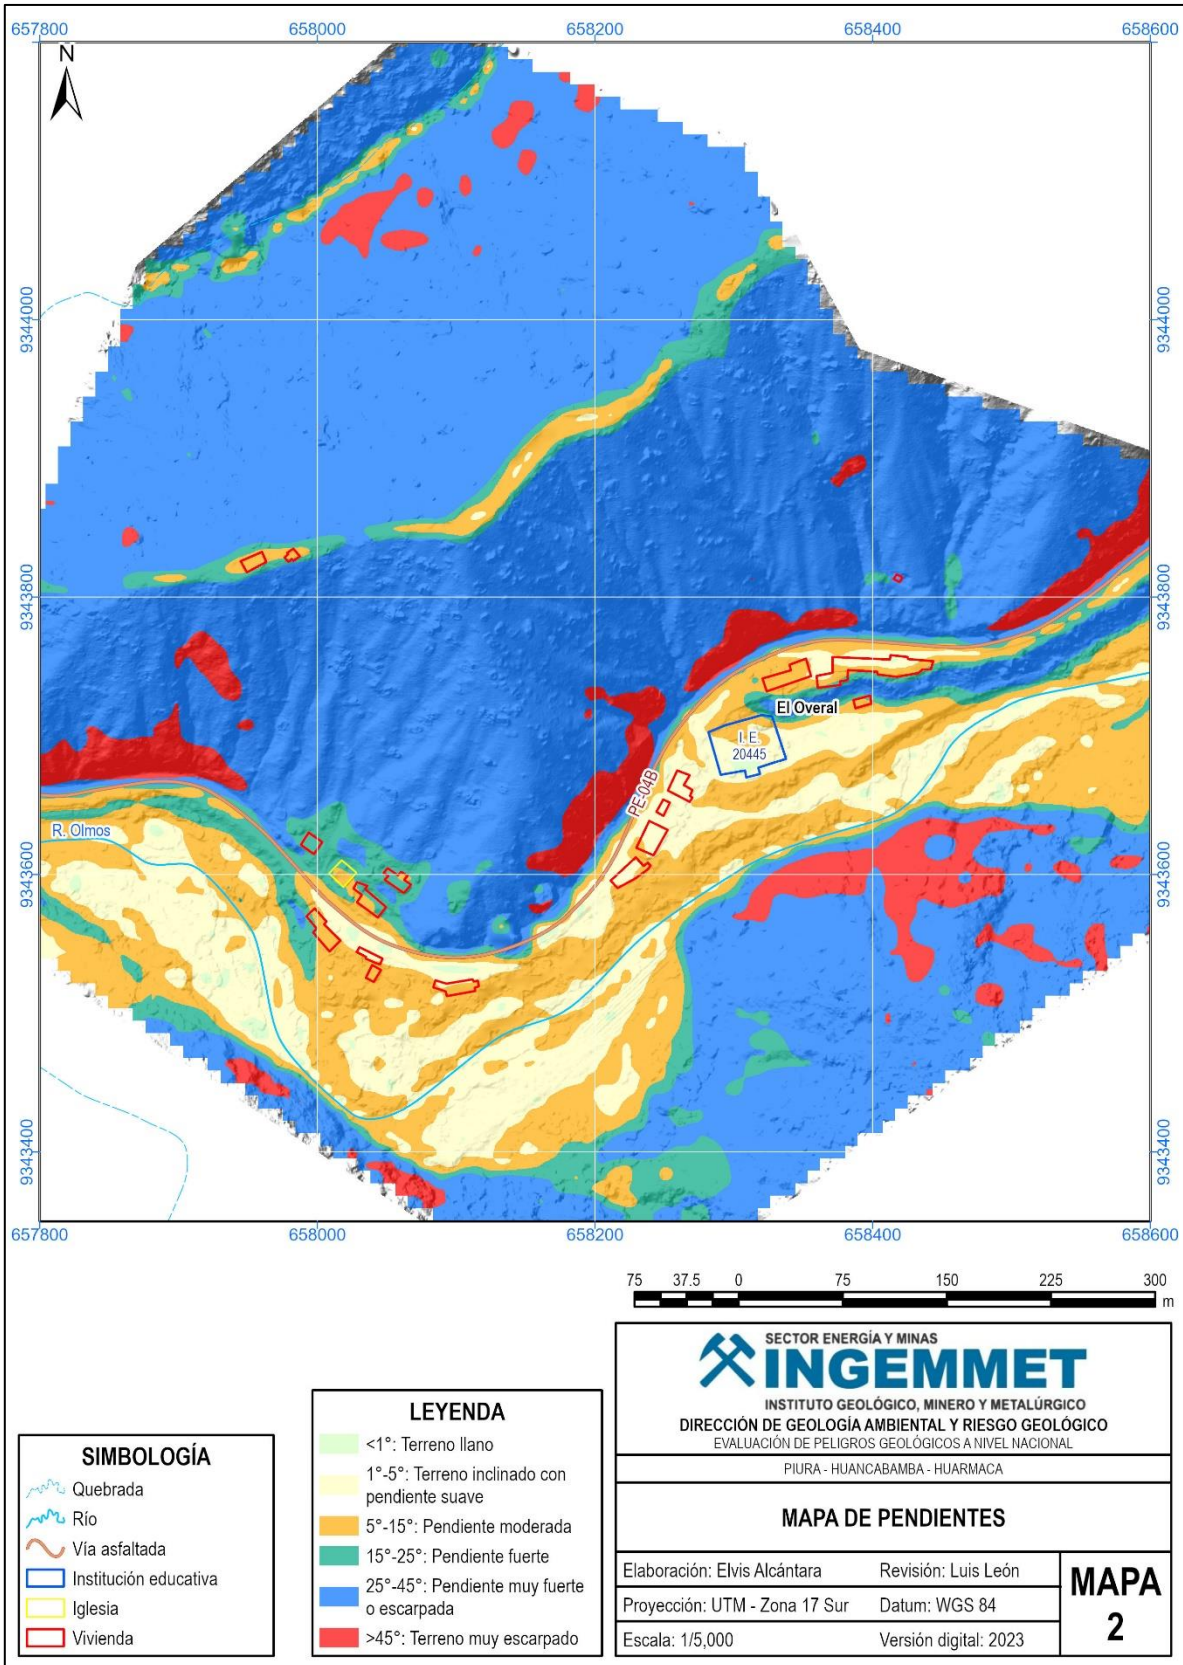 657800
658000
658200
658400
658600
N
9344000
9344000
9343800
9343800
El Overal
I. E.
20445
PE-04B
R. Olmos
9343600
9343600
9343400
9343400
657800
658000
658200
658400
658600
75 37.5 0 75 150 225 300
m
SECTOR ENERGÍA Y MINAS
INGEMMET
INSTITUTO GEOLÓGICO, MINERO Y METALÚRGICO
DIRECCIÓN DE GEOLOGÍA AMBIENTAL Y RIESGO GEOLÓGICO
EVALUACIÓN DE PELIGROS GEOLÓGICOS A NIVEL NACIONAL
PIURA - HUANCABAMBA - HUARMACA
MAPA DE PENDIENTES
Elaboración: Elvis Alcántara
Revisión: Luis León
Proyección: UTM - Zona 17 Sur
Datum: WGS 84
Escala: 1/5,000
Versión digital: 2023
MAPA
2
LEYENDA
<1°: Terreno llano
1°-5°: Terreno inclinado con
pendiente suave
5°-15°: Pendiente moderada
15°-25°: Pendiente fuerte
25°-45°: Pendiente muy fuerte
o escarpada
>45°: Terreno muy escarpado
SIMBOLOGÍA
Quebrada
Río
Vía asfaltada
Institución educativa
Iglesia
Vivienda